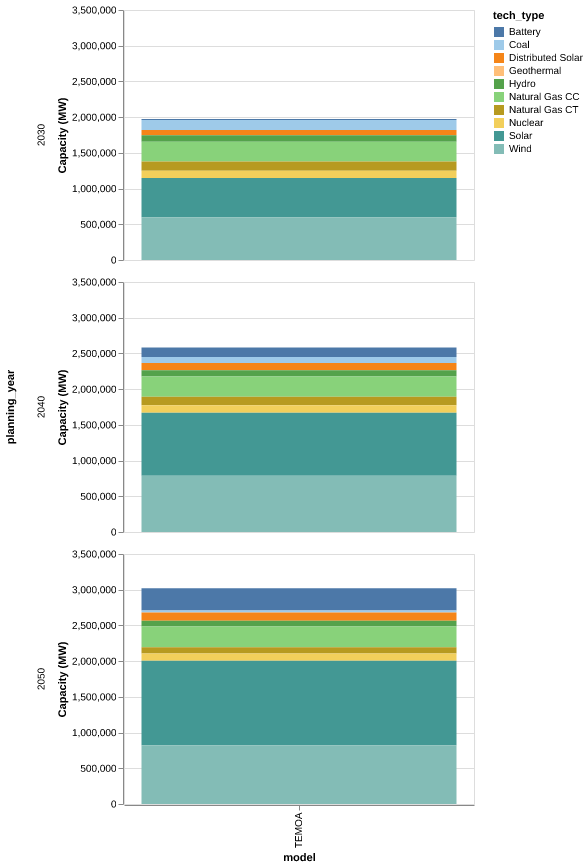 tech_type
Battery
Coal
Distributed Solar
Geothermal
Hydro
Natural Gas CC
Natural Gas CT
Nuclear
Solar
Wind
planning_year
2030
Capacity (MW)
3,500,000
3,000,000
2,500,000
2,000,000
1,500,000
1,000,000
500,000
0
2040
Capacity (MW)
3,500,000
3,000,000
2,500,000
2,000,000
1,500,000
1,000,000
500,000
0
2050
Capacity (MW)
3,500,000
3,000,000
2,500,000
2,000,000
1,500,000
1,000,000
500,000
0
TEMOA
model